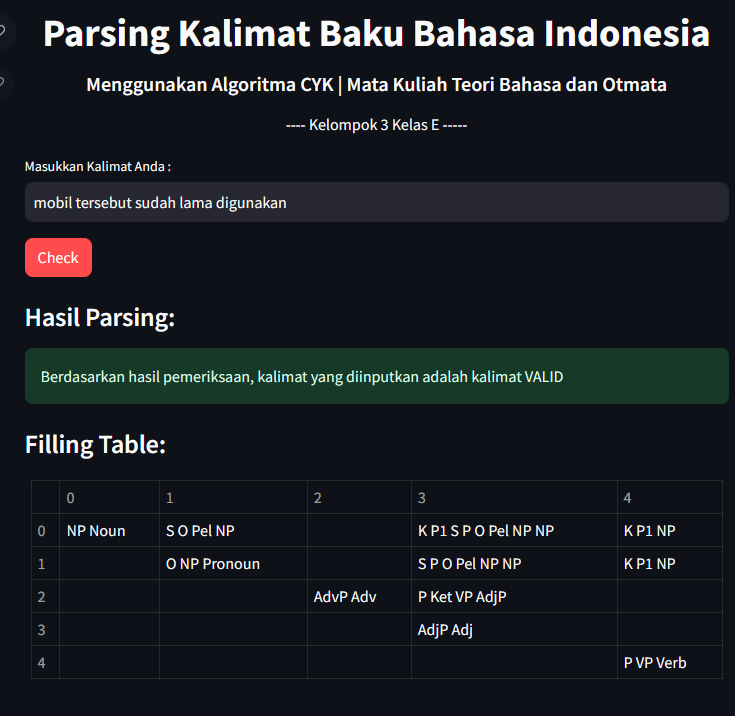 Parsing Kalimat Baku Bahasa Indonesia
Menggunakan Algoritma CYK | Mata Kuliah Teori Bahasa dan Otmata
---- Kelompok 3 Kelas E -----
Masukkan Kalimat Anda :
mobil tersebut sudah lama digunakan
Check
Hasil Parsing:
Berdasarkan hasil pemeriksaan, kalimat yang diinputkan adalah kalimat VALID
Filling Table:
0 1 2 3 4
0 NP Noun S O Pel NP K P1 S P O Pel NP NP K P1 NP
1 O NP Pronoun S P O Pel NP NP K P1 NP
2 AdvP Adv P Ket VP AdjP
3 AdjP Adj
4 P VP Verb